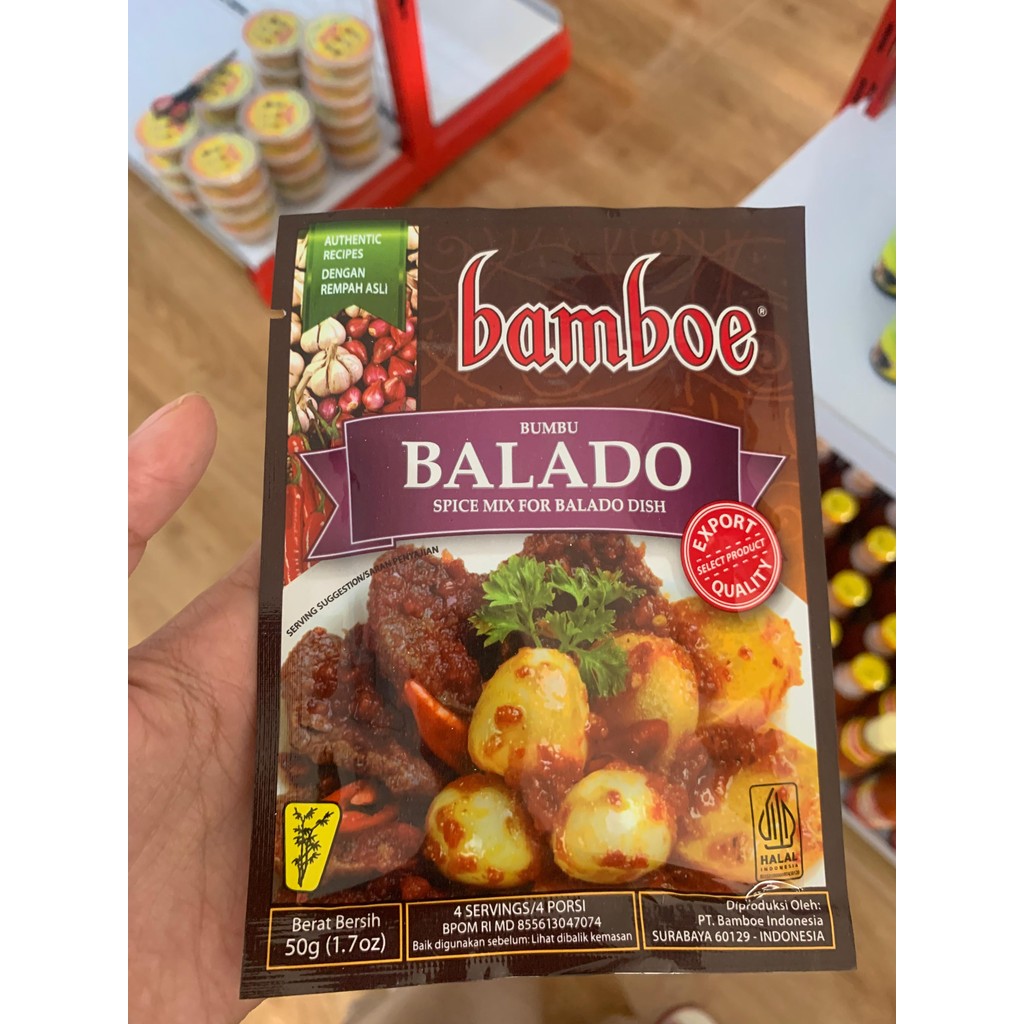 AUTHENTIC
RECIPES
DENGAN
REMPAH ASLI
bamboe®
BUMBU
BALADO
SPICE MIX FOR BALADO DISH
EXPORT
SELECT PRODUCT
QUALITY
SERVING SUGGESTION/SARAN PENYAJIAN
HALAL
INDONESIA
Berat Bersih
50g (1.7oz)
4 SERVINGS/4 PORSI
BPOM RI MD 855613047074
Baik digunakan sebelum: Lihat dibalik kemasan
Diproduksi Oleh:
PT. Bamboe Indonesia
SURABAYA 60129 - INDONESIA